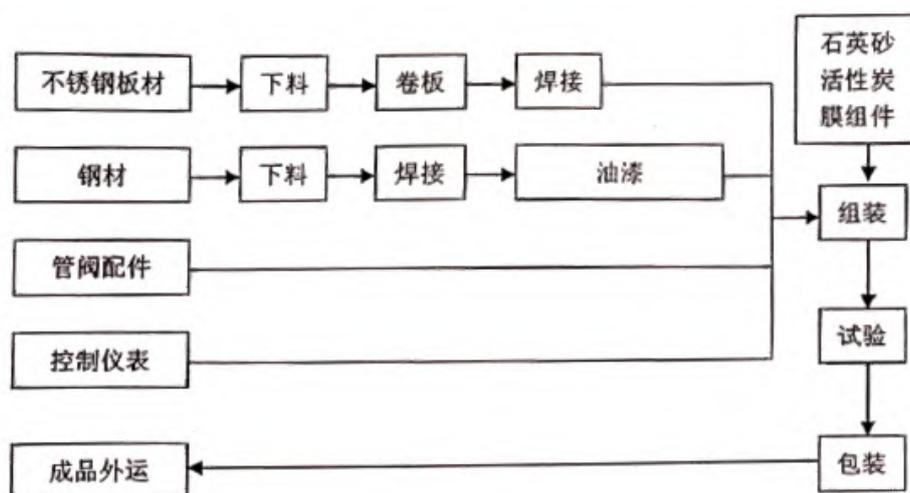 不锈钢板材
下料
卷板
焊接
石英砂
活性炭
膜组件
钢材
下料
焊接
油漆
组装
管阀配件
控制仪表
试验
成品外运
包装